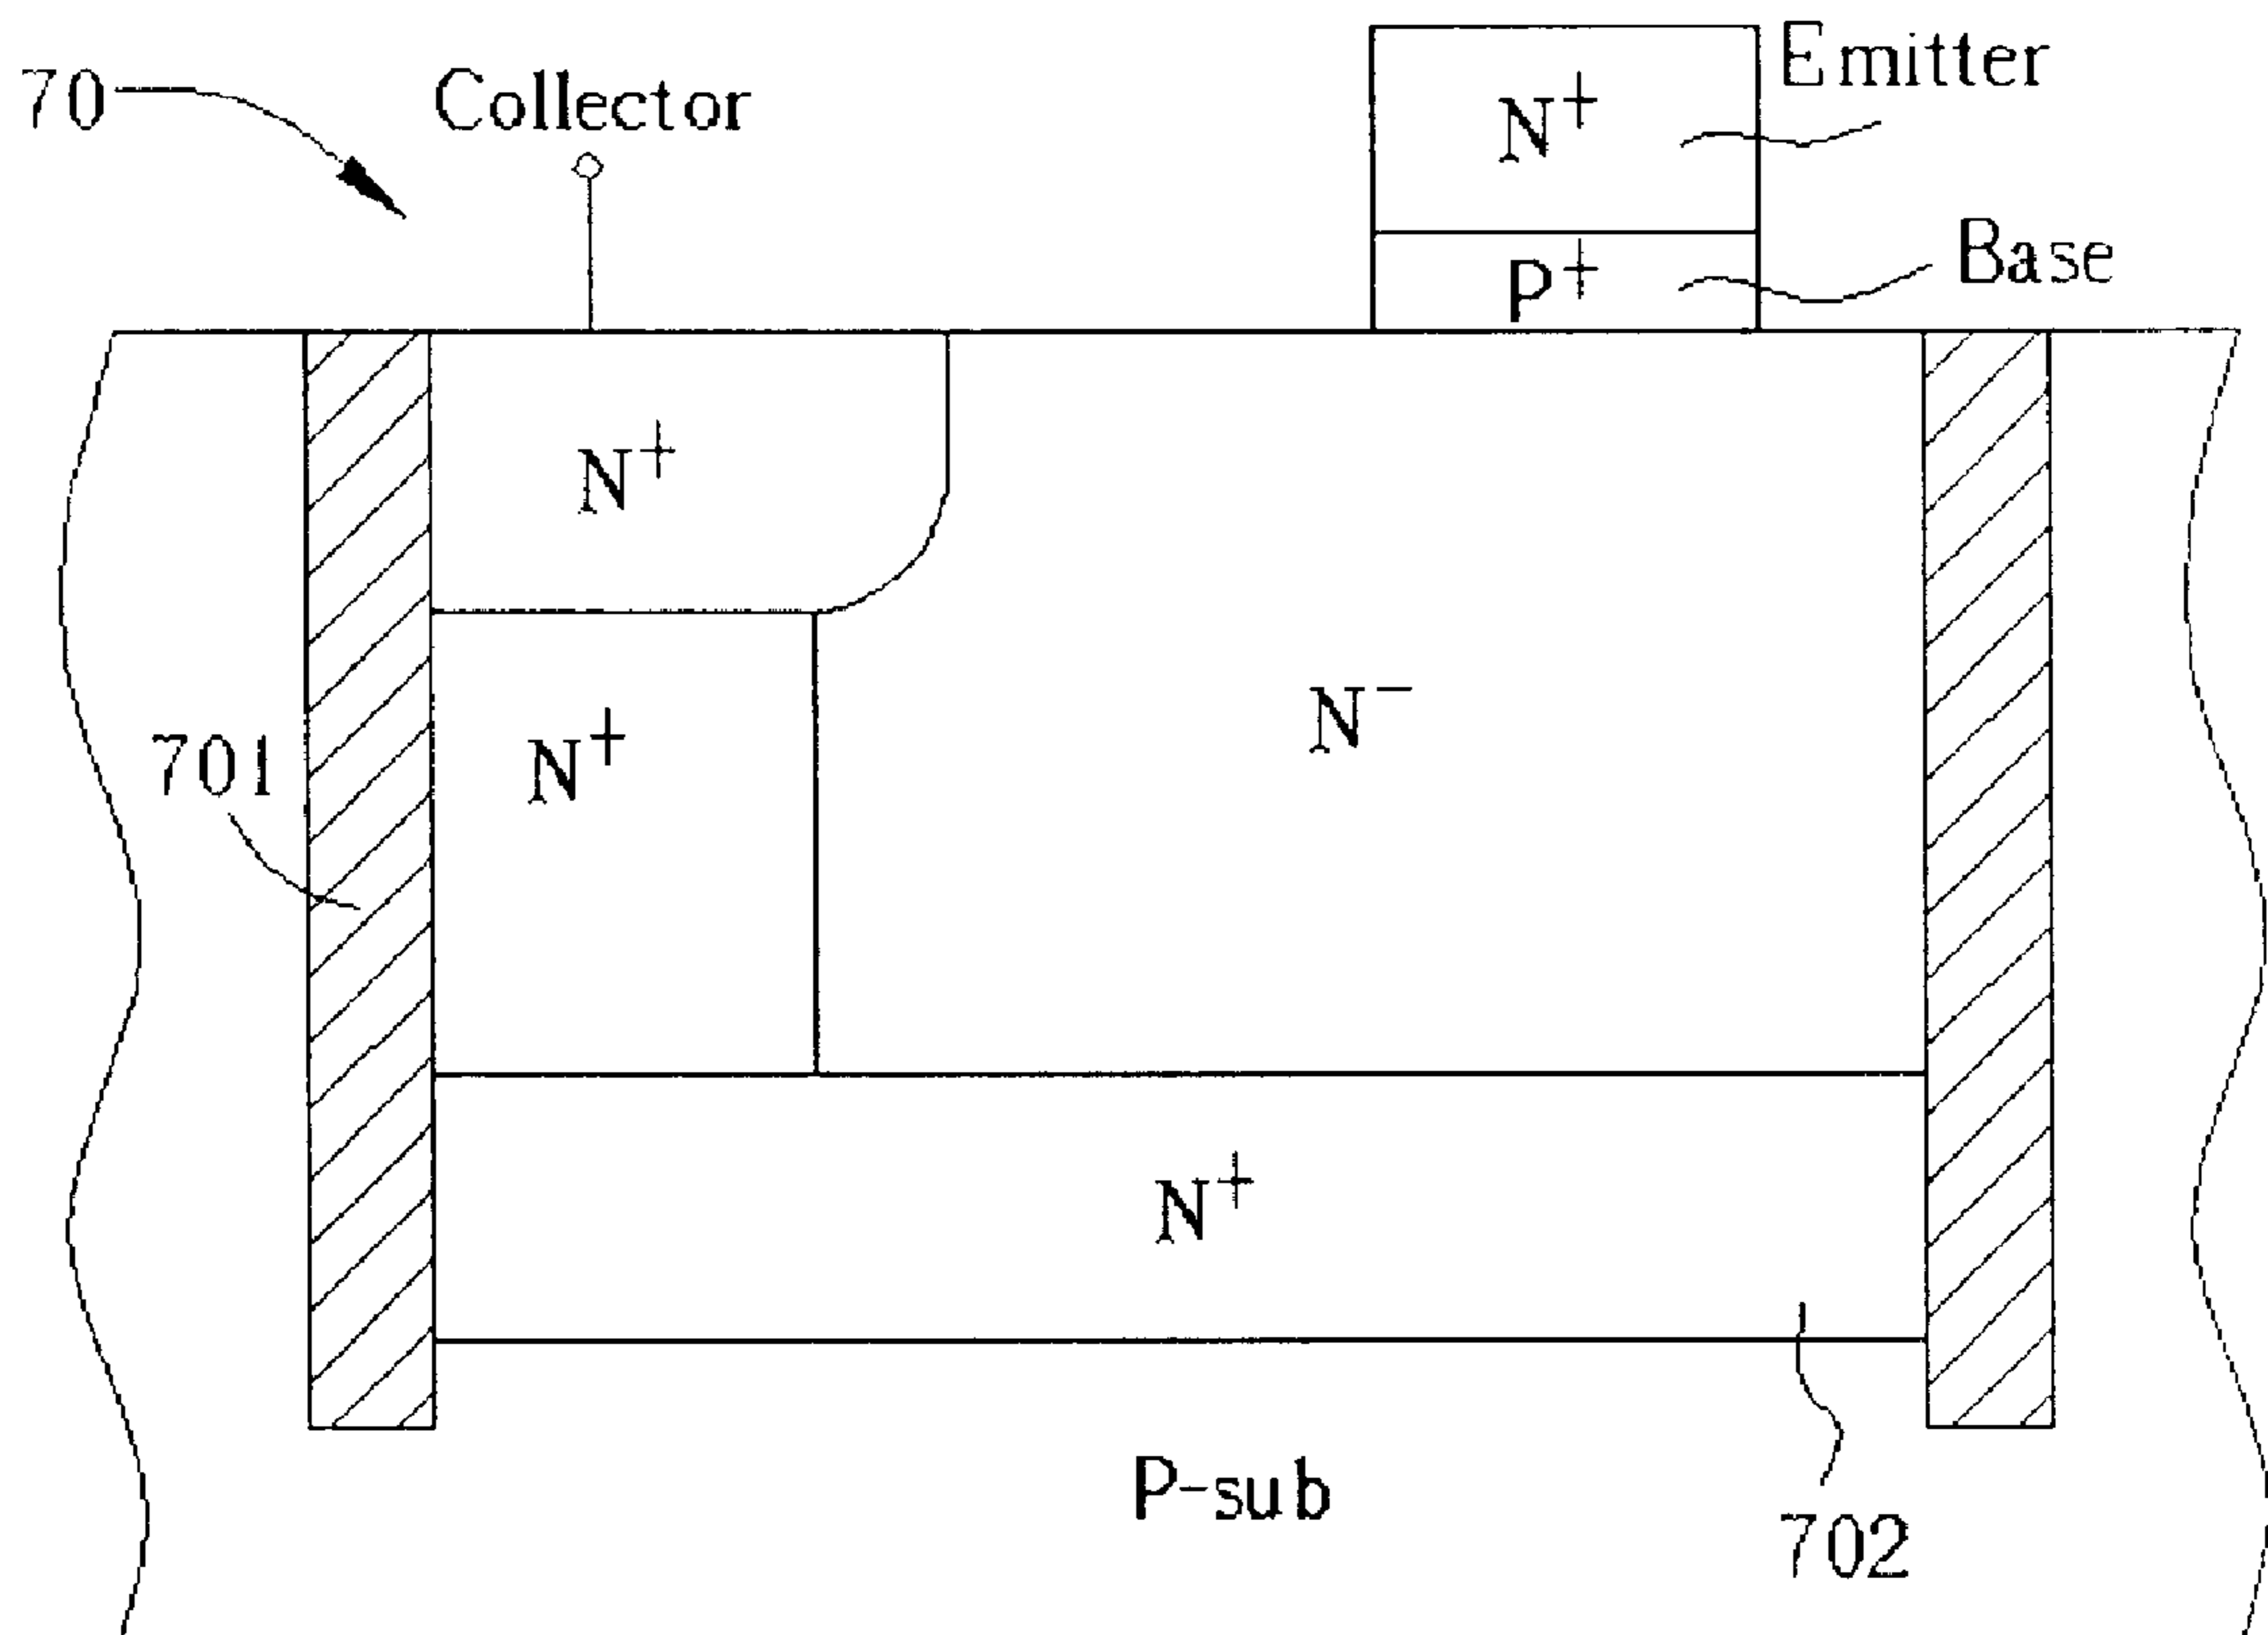 70
Collector
Emitter
N+
Base
P+
N+
N-
N+
701
N+
P-sub
702